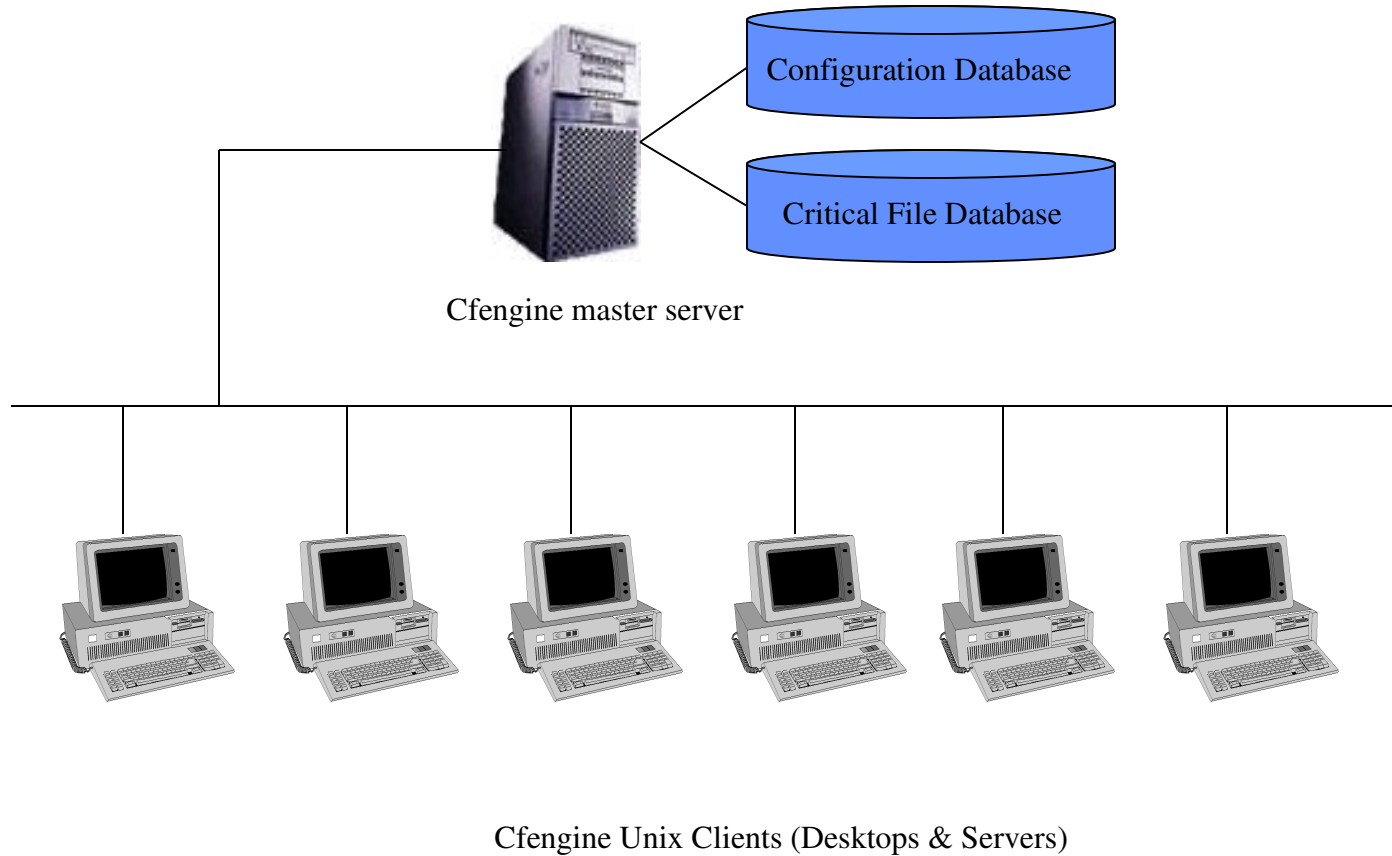 Configuration Database
Critical File Database
Cfengine master server
Cfengine Unix Clients (Desktops & Servers)